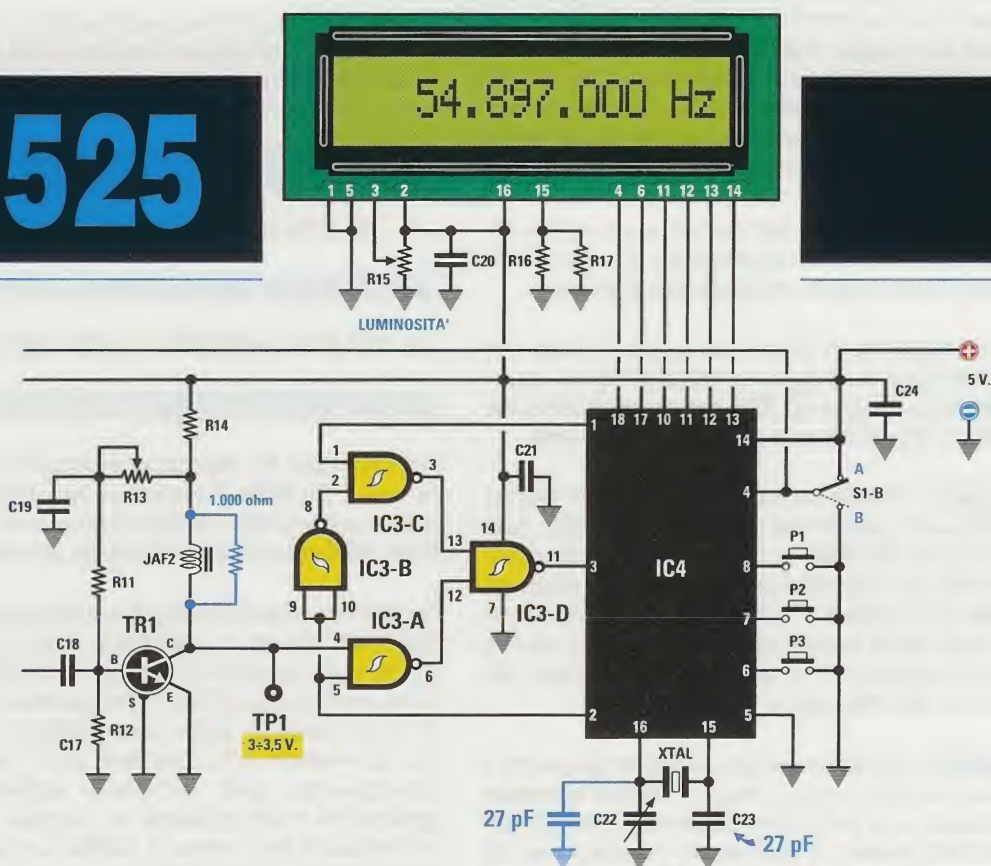 525
54.897.000 Hz
1 5 3 2 16 15 4 6 11 12 13 14
R15
C20
R16
R17
LUMINOSITA'
5 V.
C24
R14
18 17 10 11 12 13
1
14
1
2
3
C21
A
4
S1-B
B
C19
R13
1.000 ohm
8
IC3-C
14
13
P1
JAF2
IC3-B
11
3
IC4
8
R11
9 10
IC3-A
12
7
IC3-D
P2
7
TR1
C18
C
4
6
P3
B
5
6
S
E
TP1
3÷3,5 V.
2
5
C17
R12
16
15
XTAL
27 pF
C22
C23
27 pF